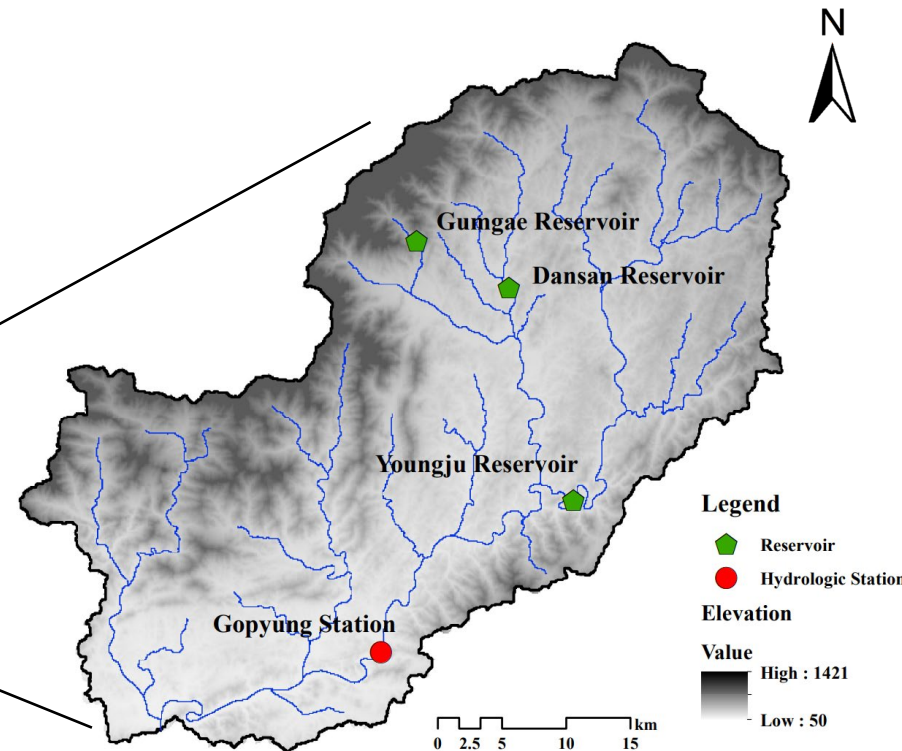 N
Gumgae Reservoir
Dansan Reservoir
Youngju Reservoir
Gopyung Station
Legend
Reservoir
Hydrologic Station
Elevation
Value
High : 1421
Low : 50
km
0 2.5 5 10 15